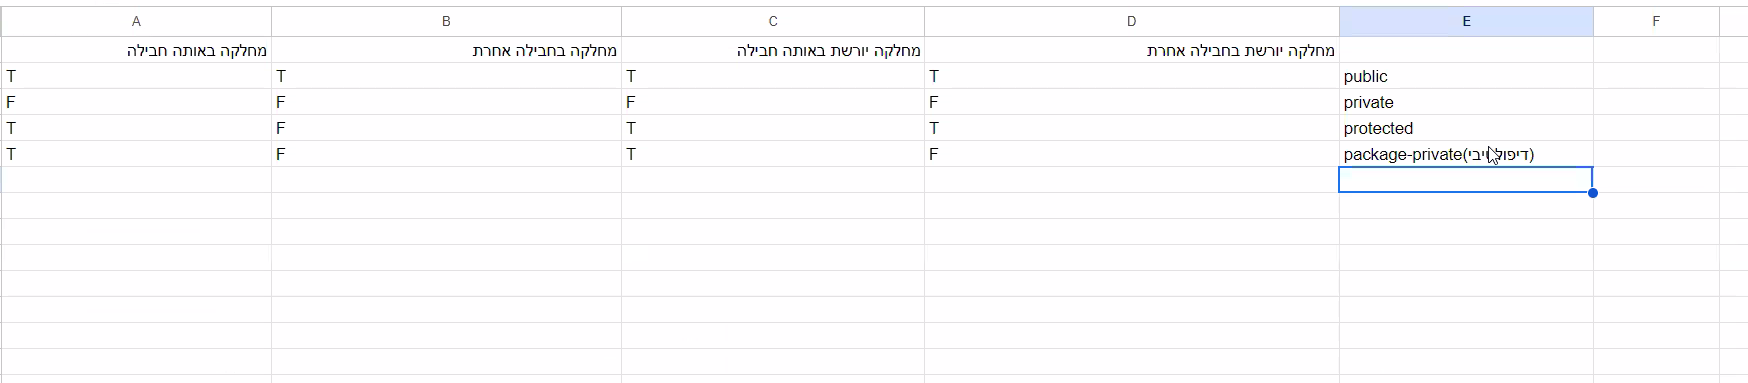 A B C D E F
מחלקה באותה חבילה מחלקה בחבילה אחרת מחלקה יורשת באותה חבילה מחלקה יורשת בחבילה אחרת
T T T T public
F F F F private
T F T T protected
T F T F package-private(